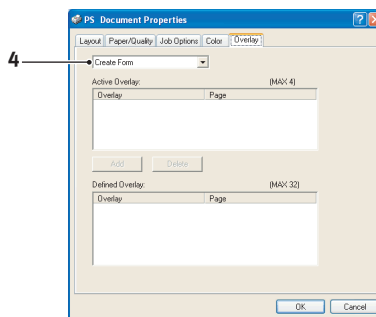 PS Document Properties
Layout Paper/Quality Job Options Color Overlay
4
Create Form
Active Overlay: (MAX 4)
Overlay Page
Add Delete
Defined Overlay: (MAX 32)
Overlay Page
OK Cancel